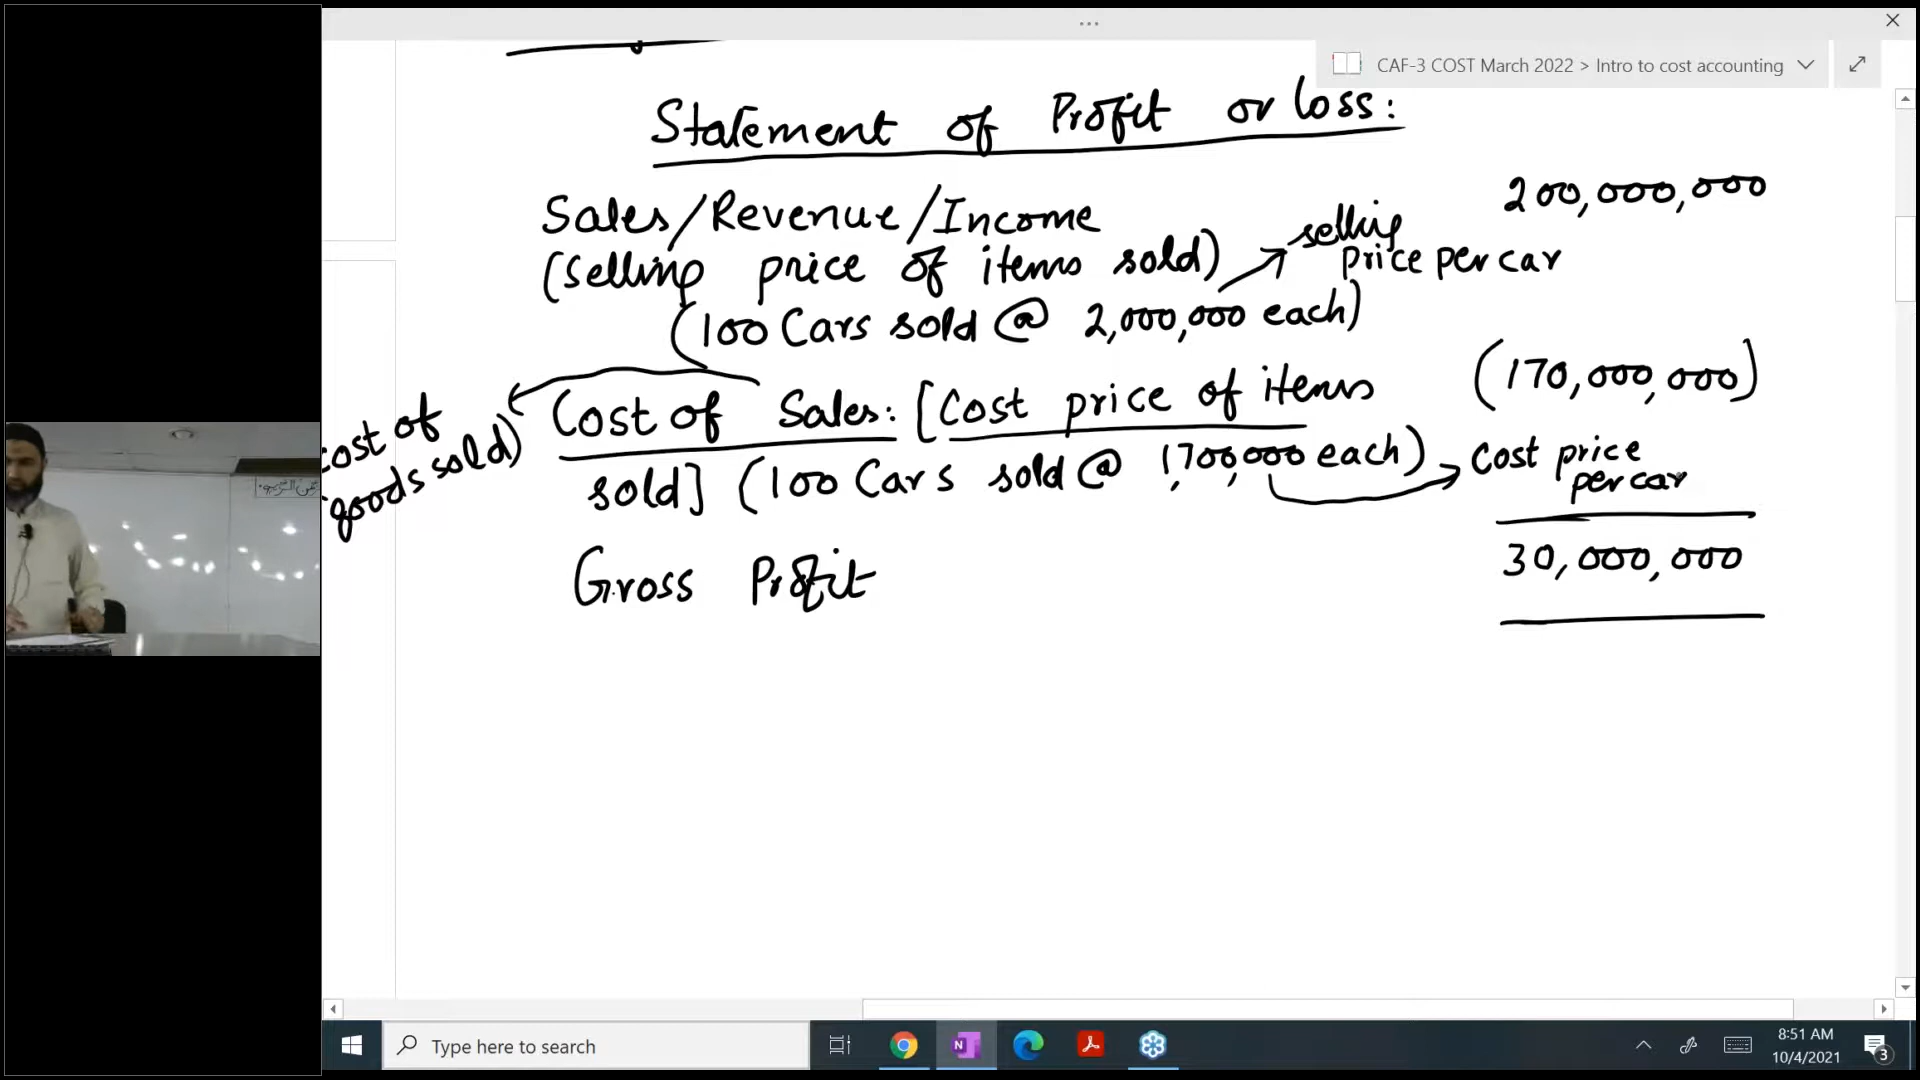 CAF-3 COST March 2022 > Intro to cost accounting
Statement of Profit or loss:
Sales/Revenue/Income 200,000,000
(selling price of items sold) selling price per car
(100 Cars sold @ 2,000,000 each)
Cost of Sales: [Cost price of items (170,000,000)
sold] (100 Cars sold @ 1,700,000 each) Cost price per car
cost of
goods sold)
Gross Profit 30,000,000
Type here to search
8:51 AM
10/4/2021
3